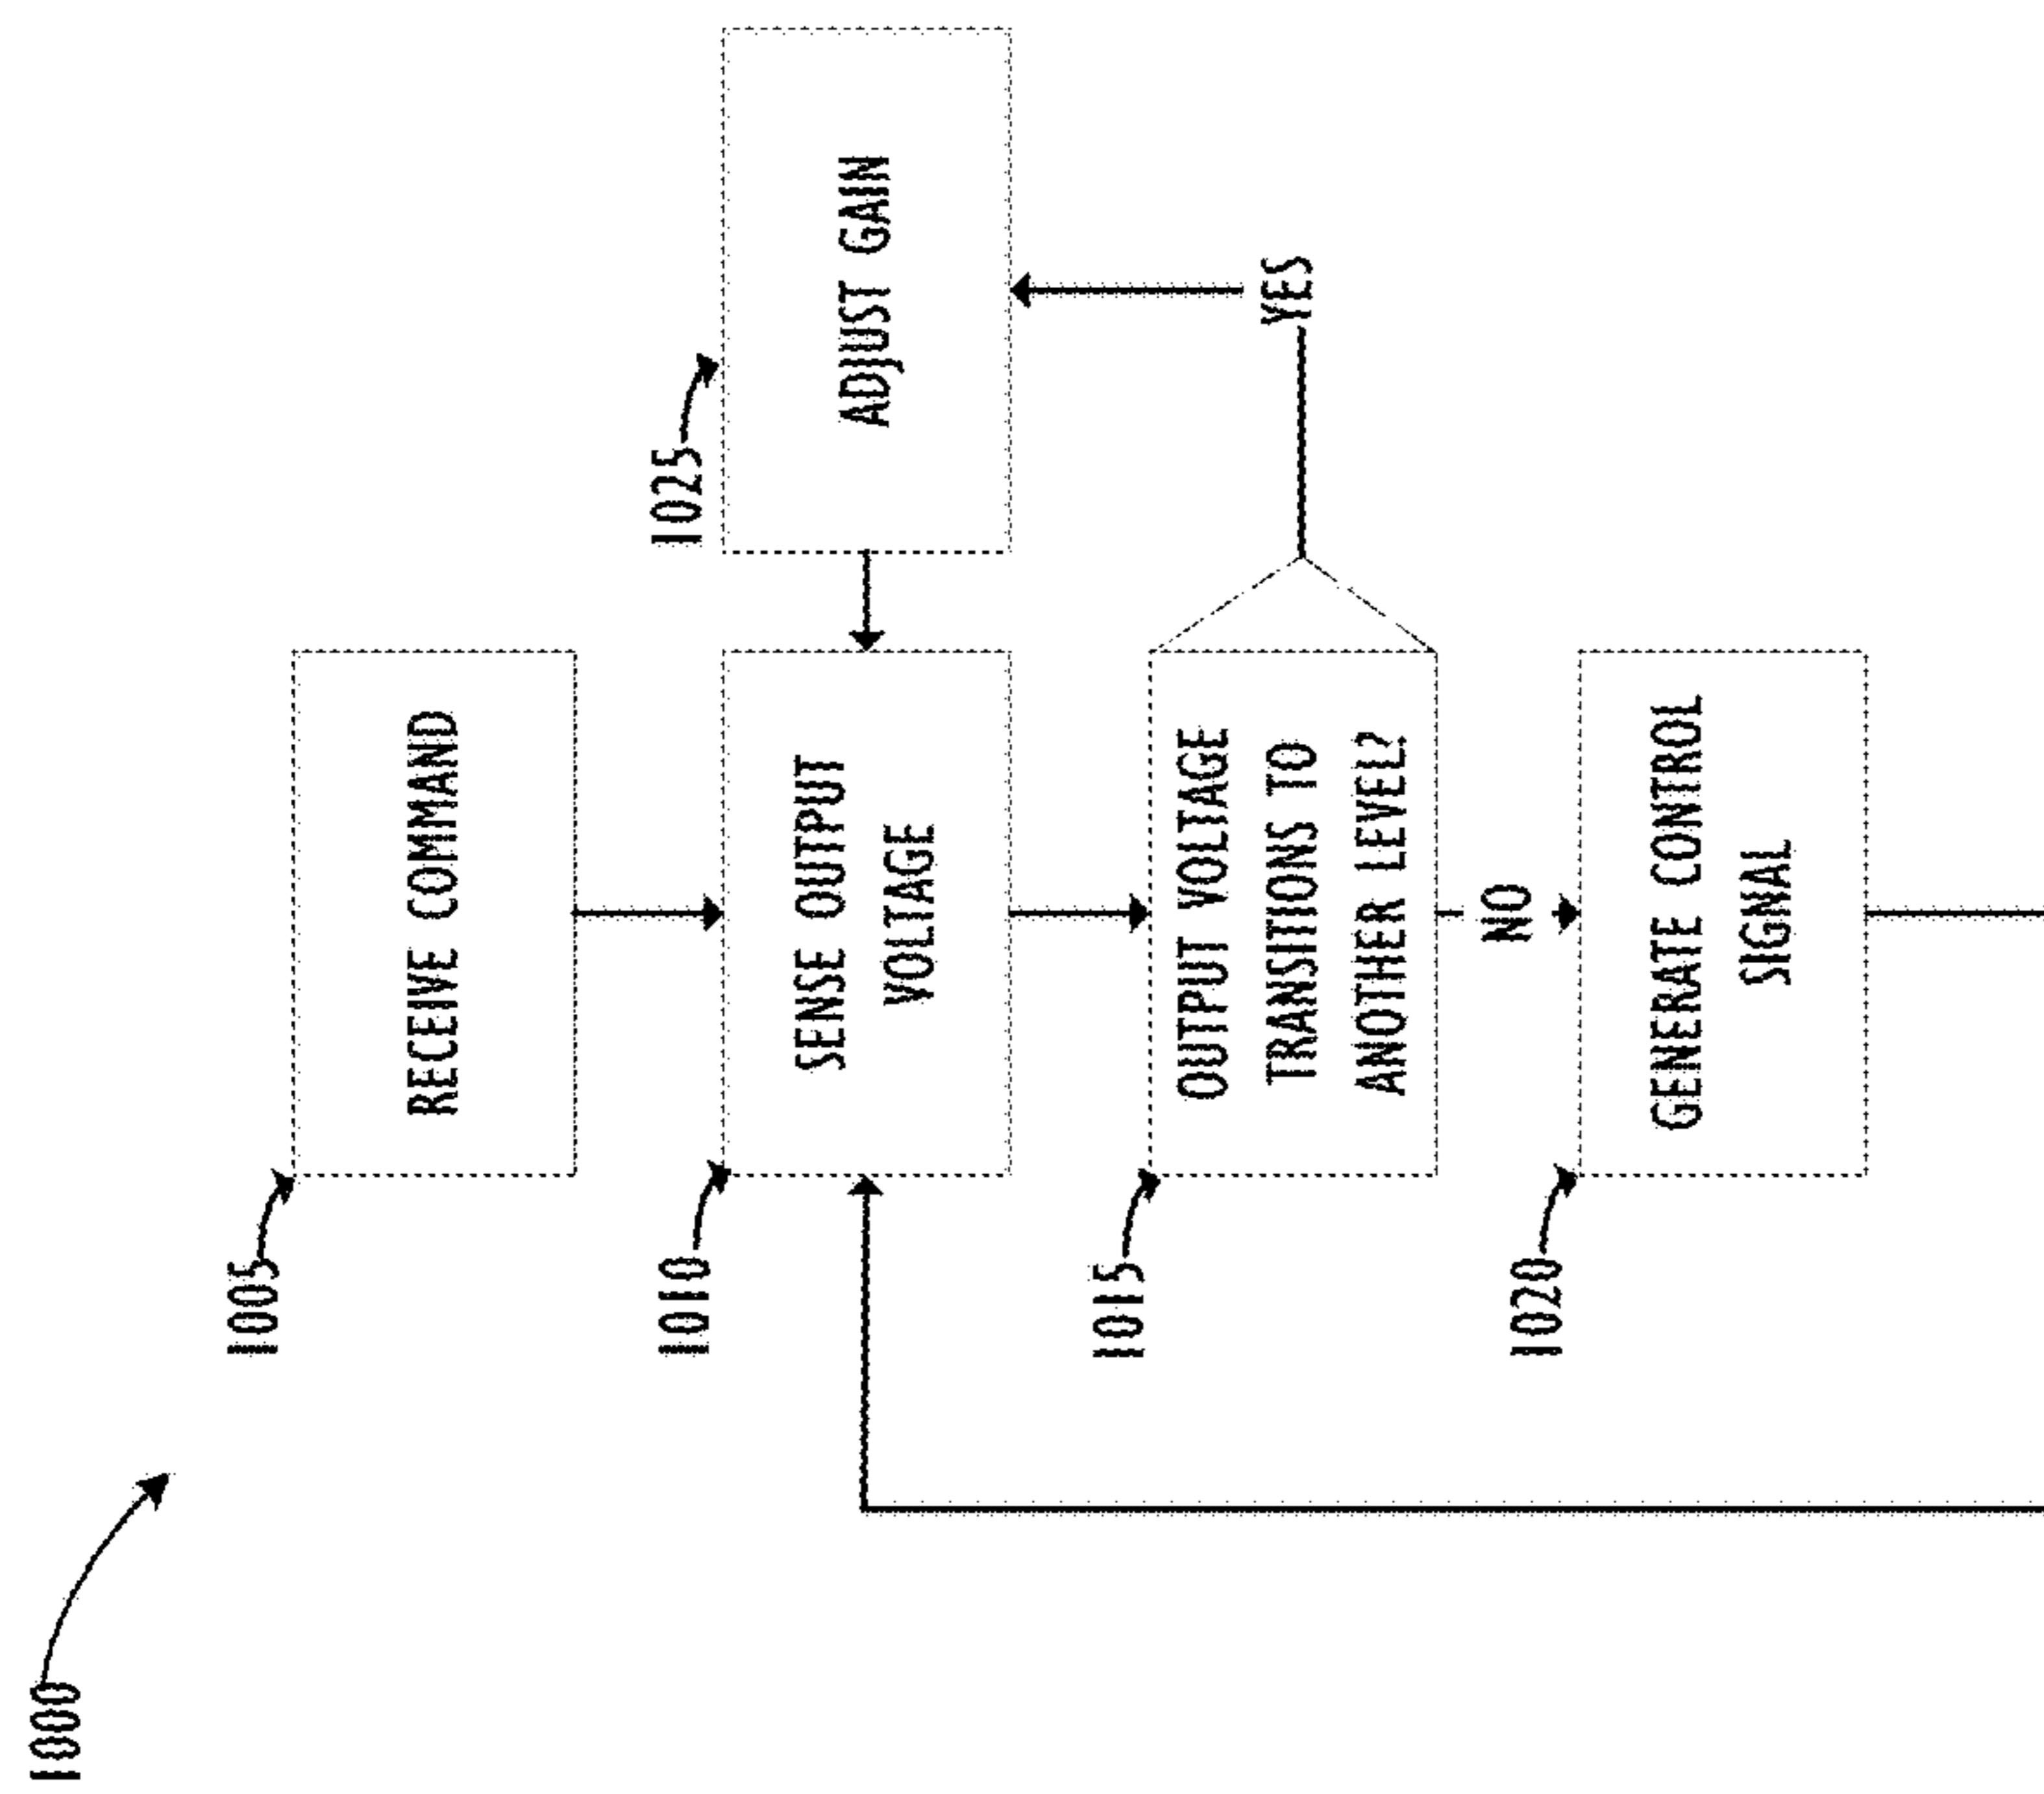 1000
1005
RECEIVE COMMAND
1010
SENSE OUTPUT
VOLTAGE
1025
ADJUST GAIN
1015
OUTPUT VOLTAGE
TRANSITIONS TO
ANOTHER LEVEL?
YES
NO
1020
GENERATE CONTROL
SIGNAL